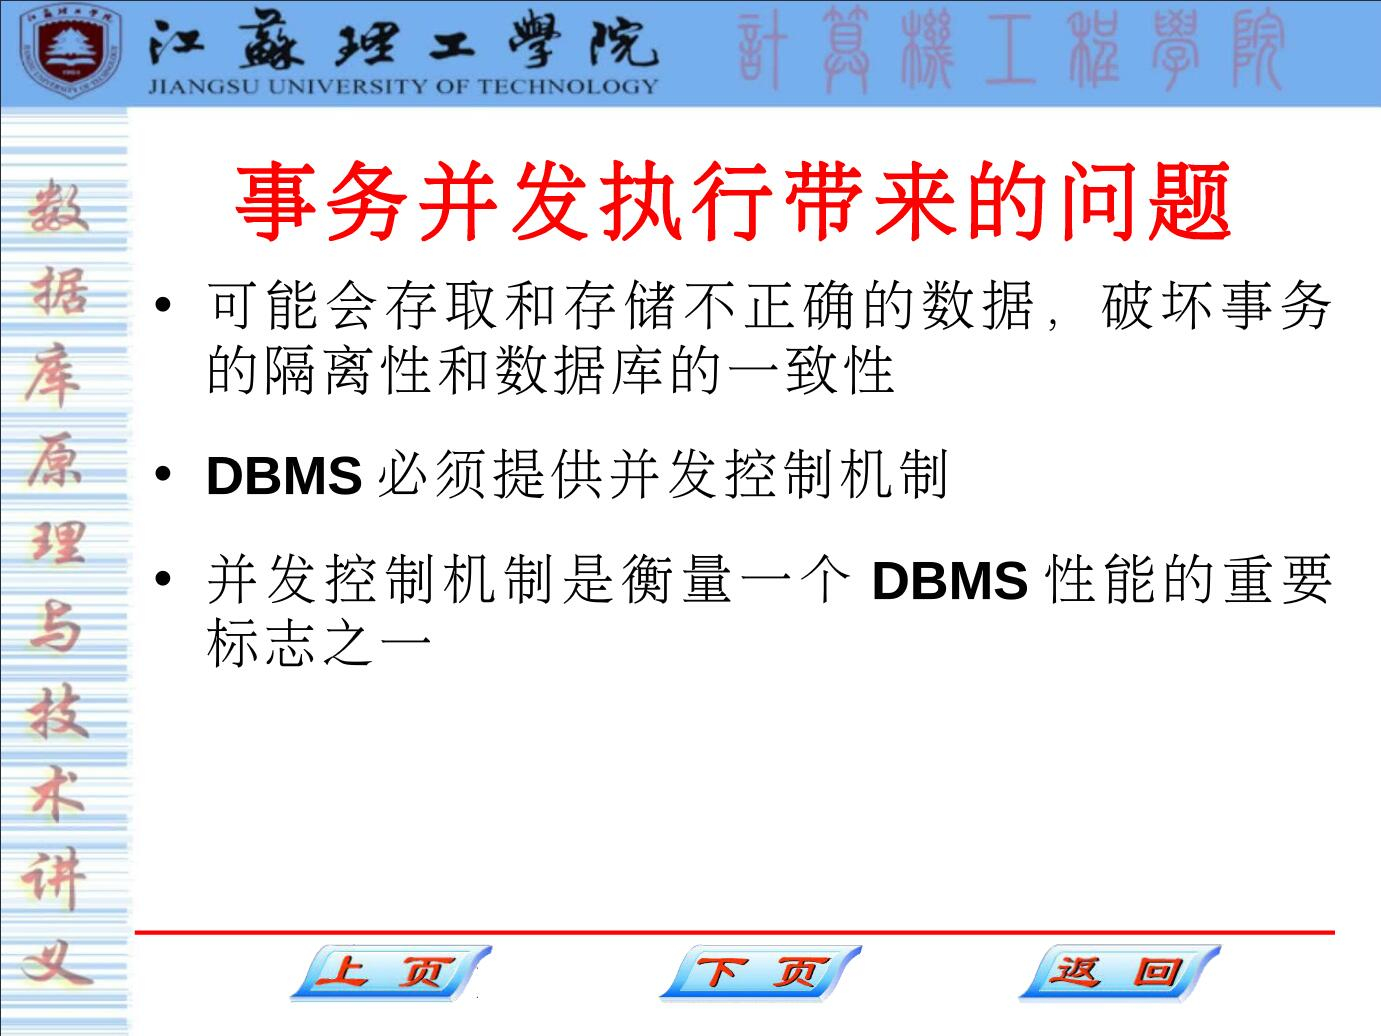 江蘇理工學院
JIANGSU UNIVERSITY OF TECHNOLOGY
計算機工程學院
数据库原理与技术讲义
事务并发执行带来的问题
• 可能会存取和存储不正确的数据，破坏事务
的隔离性和数据库的一致性
• DBMS 必须提供并发控制机制
• 并发控制机制是衡量一个 DBMS 性能的重要
标志之一
上页
下页
返回